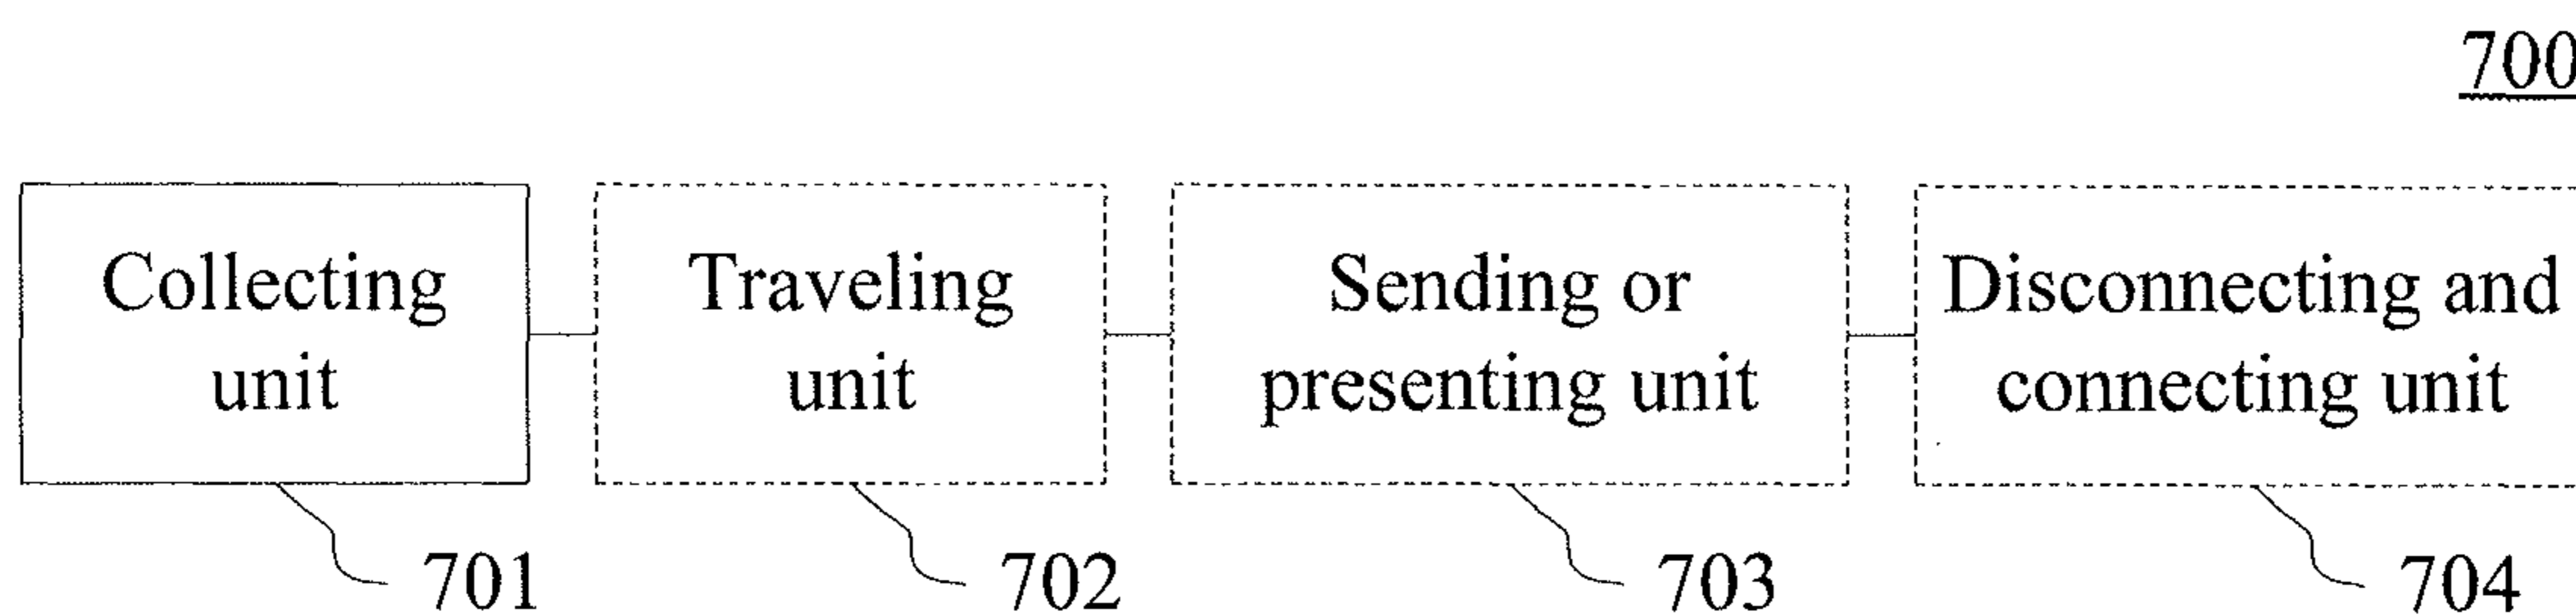 700
Collecting
unit
Traveling
unit
Sending or
presenting unit
Disconnecting and
connecting unit
701
702
703
704